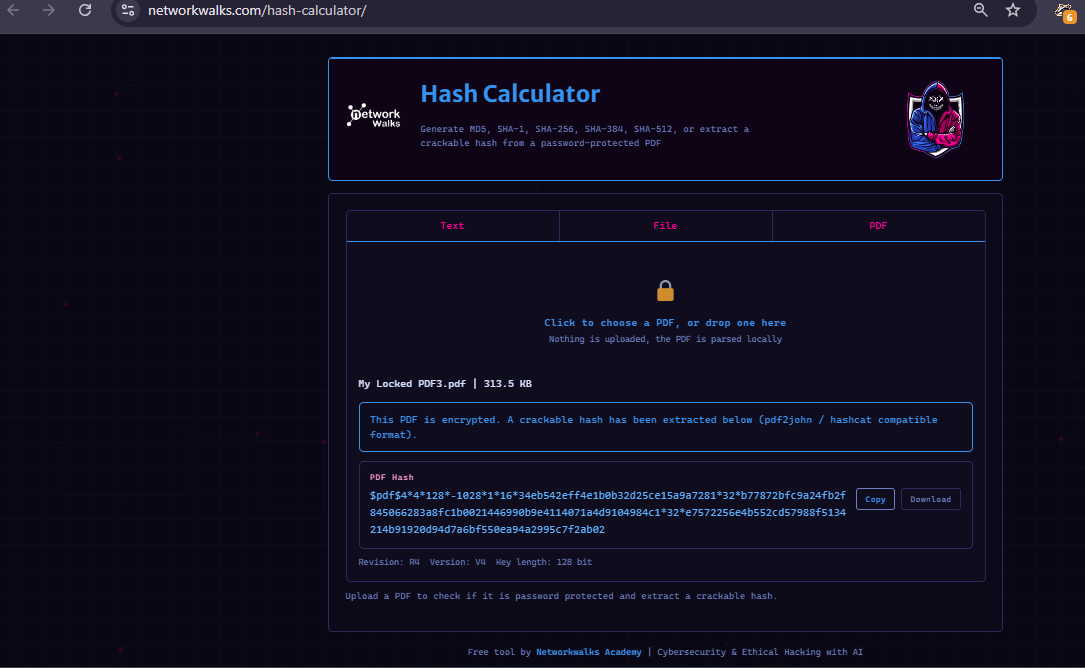 networkwalks.com/hash-calculator/
6
network
Walks
Hash Calculator
Generate MD5, SHA-1, SHA-256, SHA-384, SHA-512, or extract a
crackable hash from a password-protected PDF
Text
File
PDF
Click to choose a PDF, or drop one here
Nothing is uploaded, the PDF is parsed locally
My Locked PDF3.pdf | 313.5 KB
This PDF is encrypted. A crackable hash has been extracted below (pdf2john / hashcat compatible
format).
PDF Hash
$pdf$4*4*128*-1028*1*16*34eb542eff4e1b0b32d25ce15a9a7281*32*b77872bfc9a24fb2f
845066283a8fc1b0021446990b9e4114071a4d9104984c1*32*e7572256e4b552cd57988f5134
214b91920d94d7a6bf550ea94a2995c7f2ab02
Copy
Download
Revision: R4 Version: V4 Key length: 128 bit
Upload a PDF to check if it is password protected and extract a crackable hash.
Free tool by Networkwalks Academy | Cybersecurity & Ethical Hacking with AI